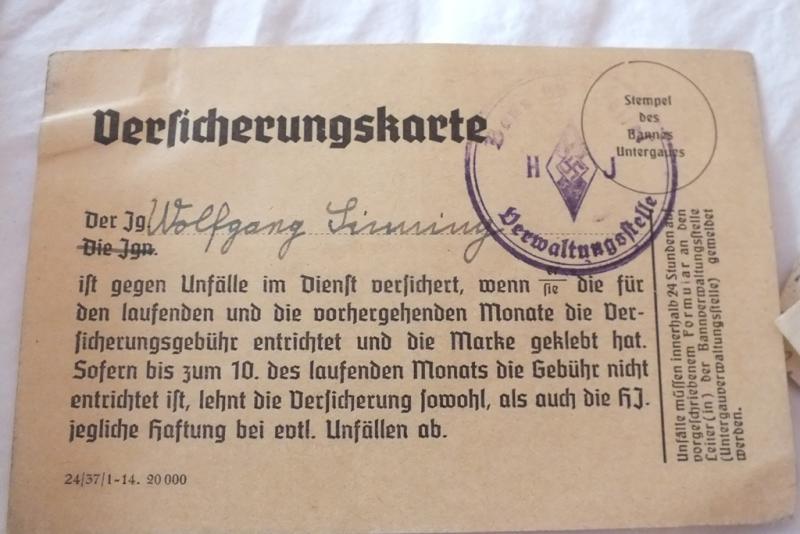 Versicherungskarte
Stempel
des
Bannes
Untergaues
Bann
H J
Verwaltungsstelle
Der Jg. Wolfgang Sinning
Die Jgn.
ist gegen Unfälle im Dienst versichert, wenn er/sie die für
den laufenden und die vorhergehenden Monate die Ver-
sicherungsgebühr entrichtet und die Marke geklebt hat.
Sofern bis zum 10. des laufenden Monats die Gebühr nicht
entrichtet ist, lehnt die Versicherung sowohl, als auch die HJ.
jegliche Haftung bei evtl. Unfällen ab.
24/37/1-14. 20 000
Unfälle müssen innerhalb 24 Stunden auf
vorgeschriebenem Formular an den
Leiter(in) der Bannverwaltungsstelle
(Untergauverwaltungsstelle) gemeldet
werden.